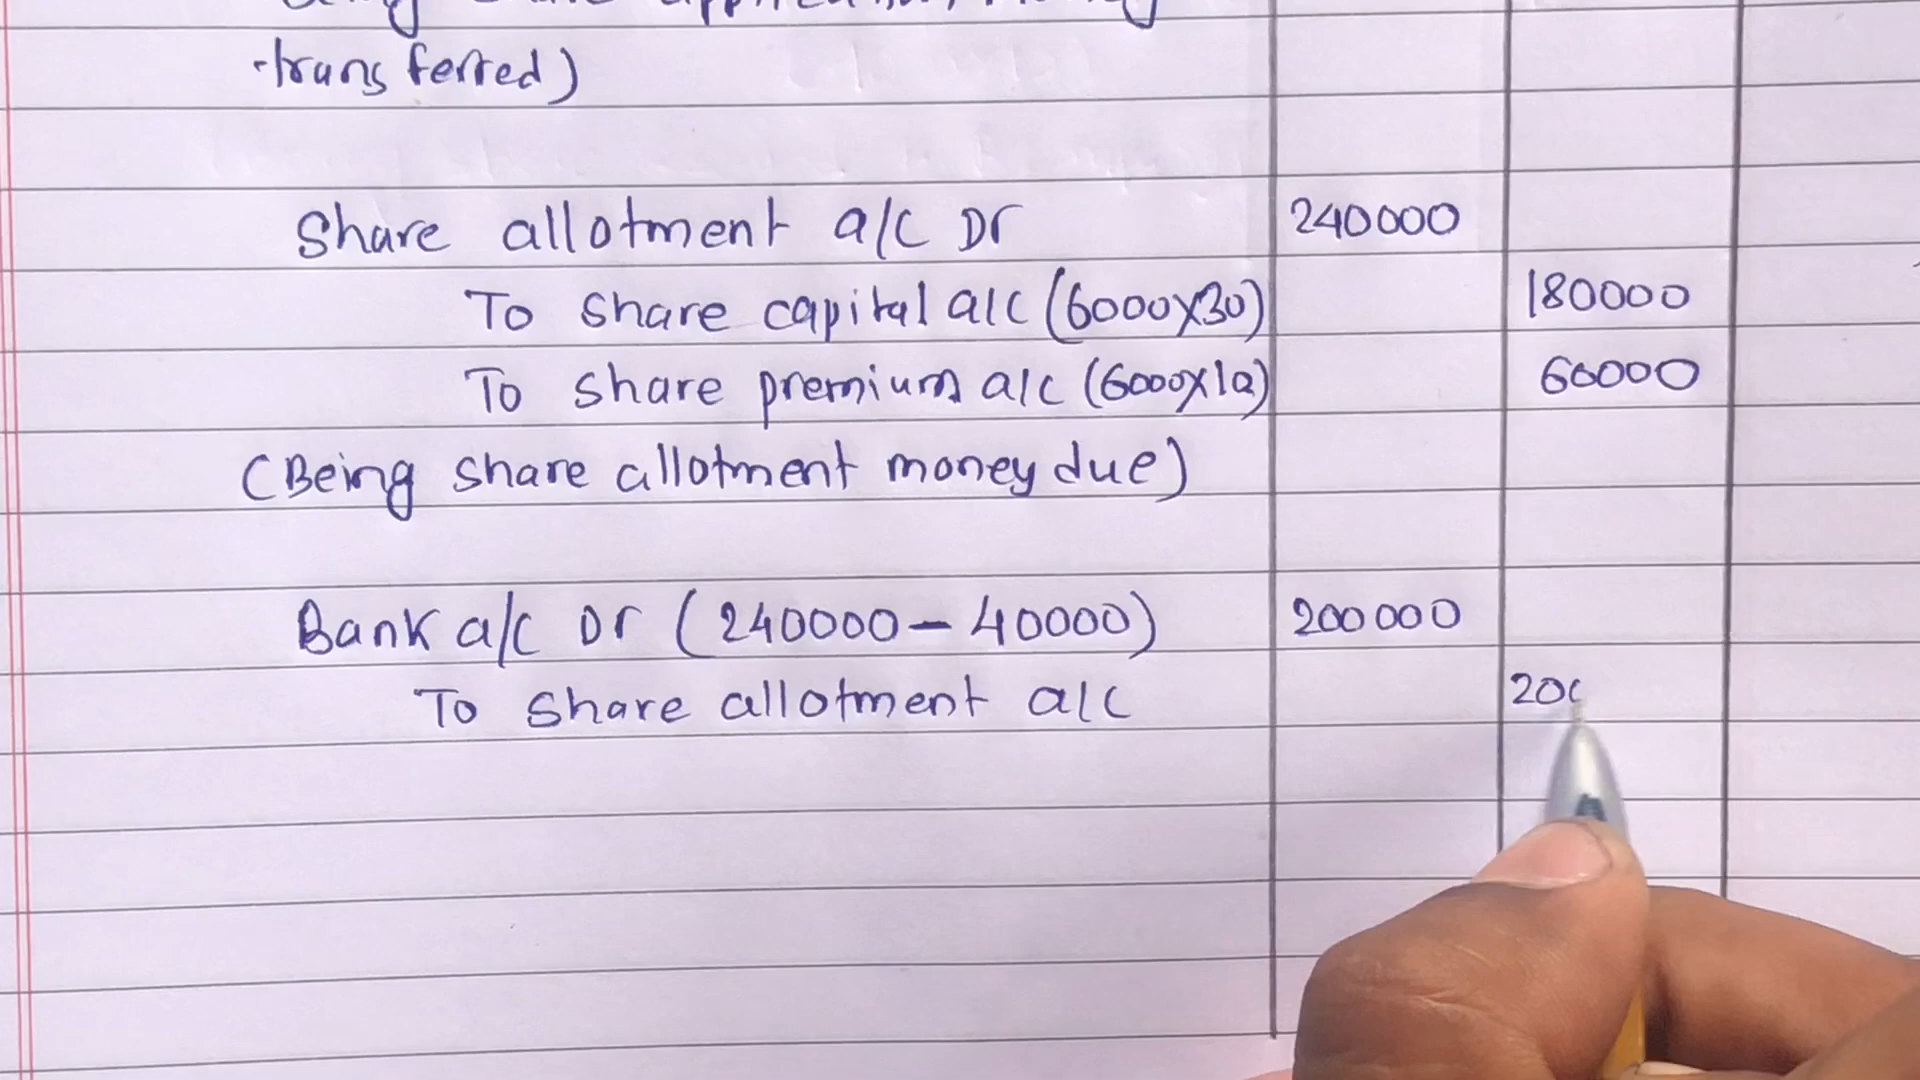 transferred)
Share allotment a/c Dr 240000
To share capital a/c (6000x30) 180000
To share premium a/c (6000x10) 60000
(Being share allotment money due)
Bank a/c Dr (240000-40000) 200000
To share allotment a/c 200